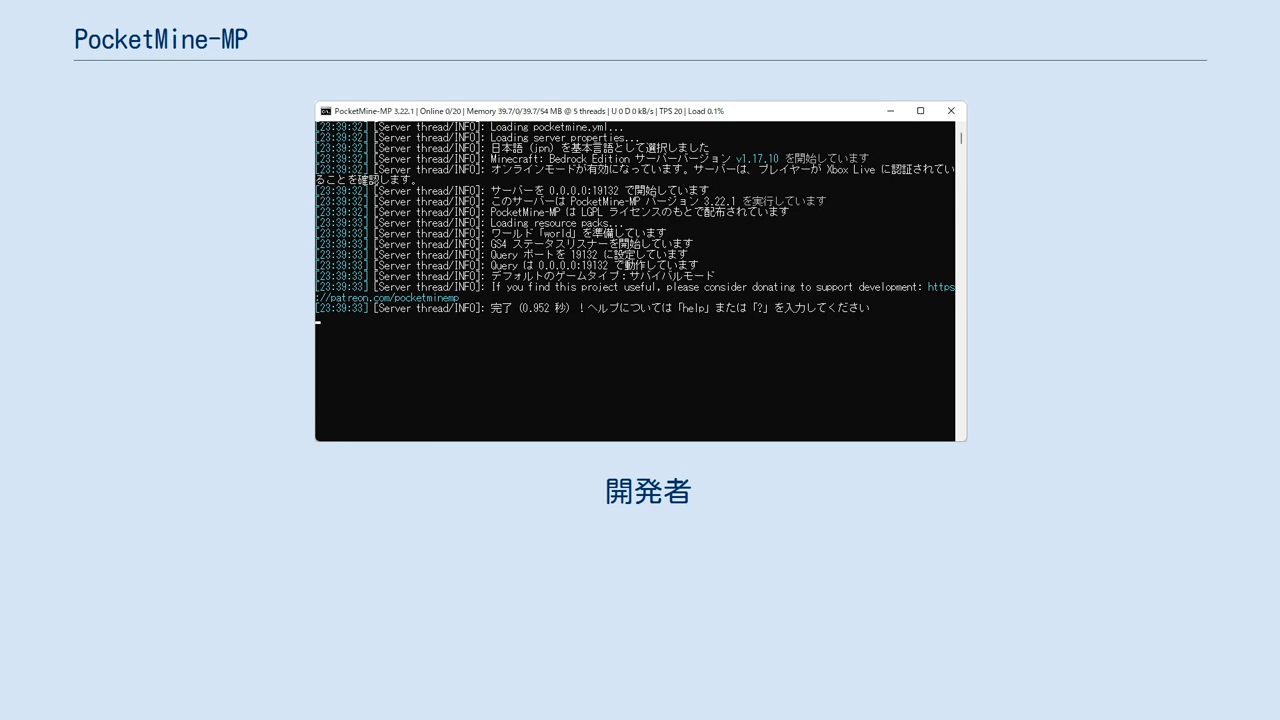 PocketMine-MP
PocketMine-MP 3.22.1 | Online 0/20 | Memory 39.7/0/39.7/54 MB @ 5 threads | U 0 D 0 kB/s | TPS 20 | Load 0.1%
[23:39:32] [Server thread/INFO]: Loading pocketmine.yml...
[23:39:32] [Server thread/INFO]: Loading server properties...
[23:39:32] [Server thread/INFO]: 日本語 (jpn) を基本言語として選択しました
[23:39:32] [Server thread/INFO]: Minecraft: Bedrock Edition サーバーバージョン v1.17.10 を開始しています
[23:39:32] [Server thread/INFO]: オンラインモードが有効になっています。サーバーは、プレイヤーが Xbox Live に認証されてい
ることを確認します。
[23:39:32] [Server thread/INFO]: サーバーを 0.0.0.0:19132 で開始しています
[23:39:32] [Server thread/INFO]: このサーバーは PocketMine-MP バージョン 3.22.1 を実行しています
[23:39:32] [Server thread/INFO]: PocketMine-MP は LGPL ライセンスのもとで配布されています
[23:39:33] [Server thread/INFO]: Loading resource packs...
[23:39:33] [Server thread/INFO]: ワールド「world」を準備しています
[23:39:33] [Server thread/INFO]: GS4 ステータスリスナーを開始しています
[23:39:33] [Server thread/INFO]: Query ポートを 19132 に設定しています
[23:39:33] [Server thread/INFO]: Query は 0.0.0.0:19132 で動作しています
[23:39:33] [Server thread/INFO]: デフォルトのゲームタイプ：サバイバルモード
[23:39:33] [Server thread/INFO]: If you find this project useful, please consider donating to support development: https
://patreon.com/pocketminemp
[23:39:33] [Server thread/INFO]: 完了 (0.952 秒) ！ヘルプについては「help」または「?」を入力してください
開発者